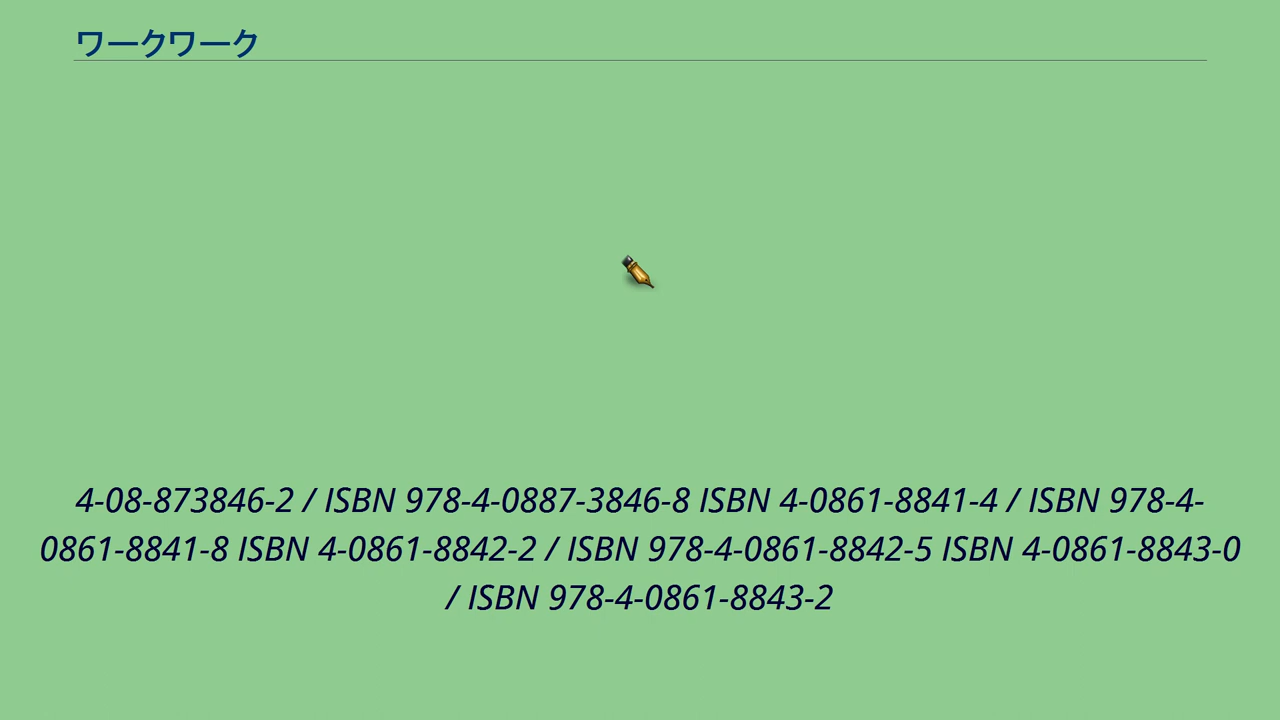 ワークワーク
4-08-873846-2 / ISBN 978-4-0887-3846-8 ISBN 4-0861-8841-4 / ISBN 978-4-
0861-8841-8 ISBN 4-0861-8842-2 / ISBN 978-4-0861-8842-5 ISBN 4-0861-8843-0
/ ISBN 978-4-0861-8843-2